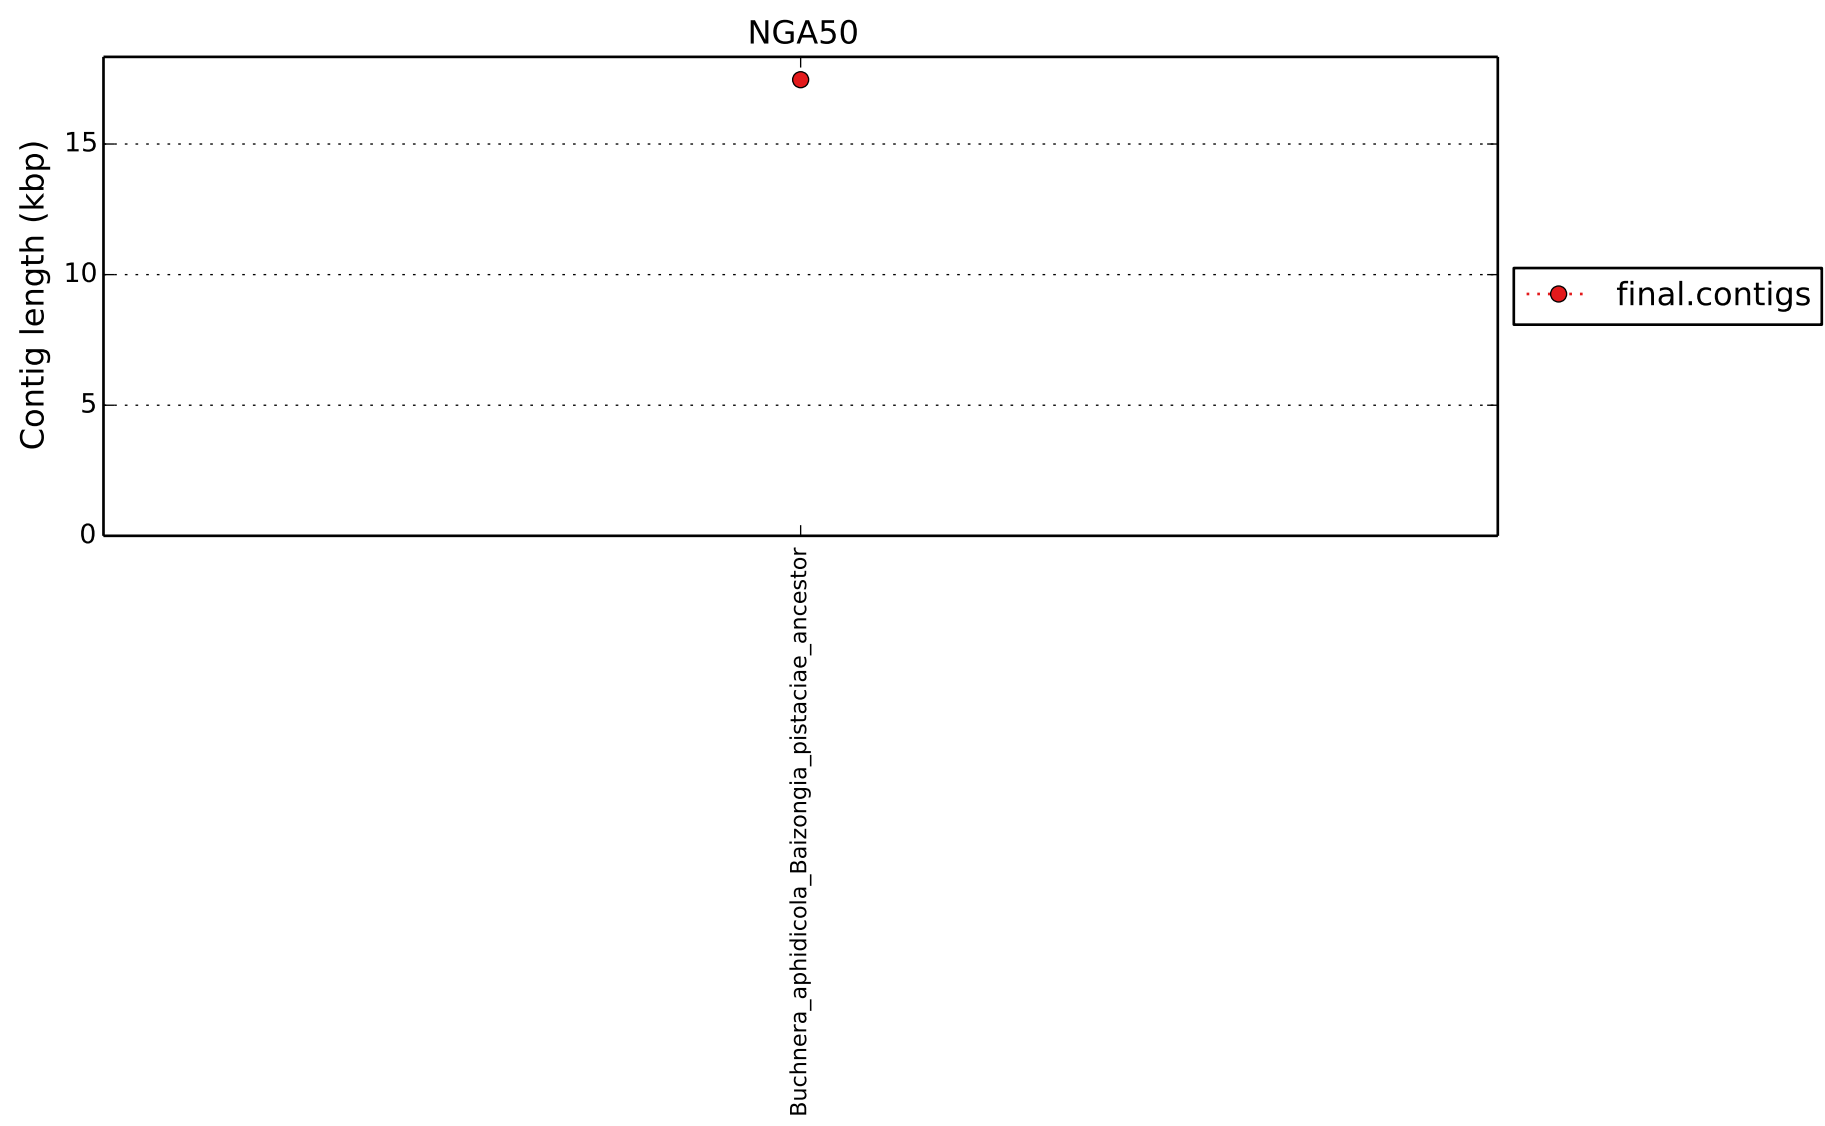 NGA50
Contig length (kbp)
15
10
5
0
final.contigs
Buchnera_aphidicola_Baizongia_pistaciae_ancestor